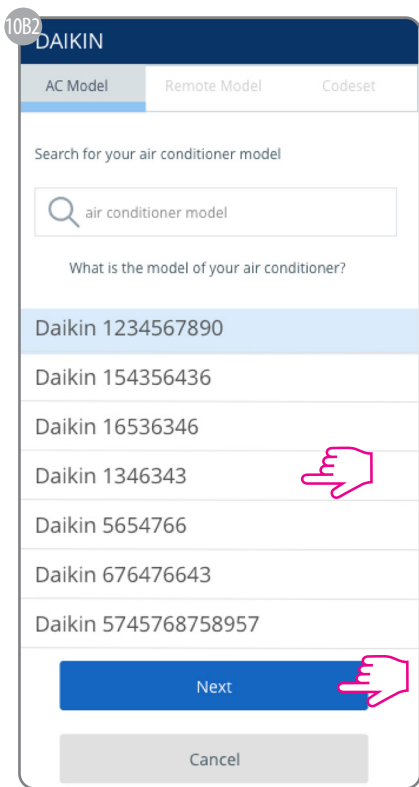 10B2
DAIKIN
AC Model Remote Model Codeset
Search for your air conditioner model
air conditioner model
What is the model of your air conditioner?
Daikin 1234567890
Daikin 154356436
Daikin 16536346
Daikin 1346343
Daikin 5654766
Daikin 676476643
Daikin 5745768758957
Next
Cancel